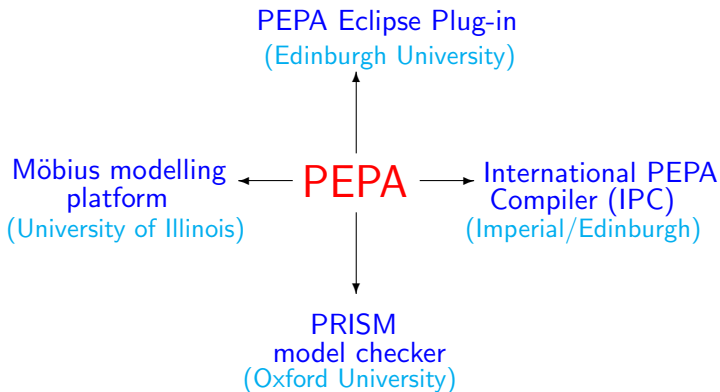 PEPA Eclipse Plug-in
(Edinburgh University)
Möbius modelling
platform
(University of Illinois)
PEPA
International PEPA
Compiler (IPC)
(Imperial/Edinburgh)
PRISM
model checker
(Oxford University)